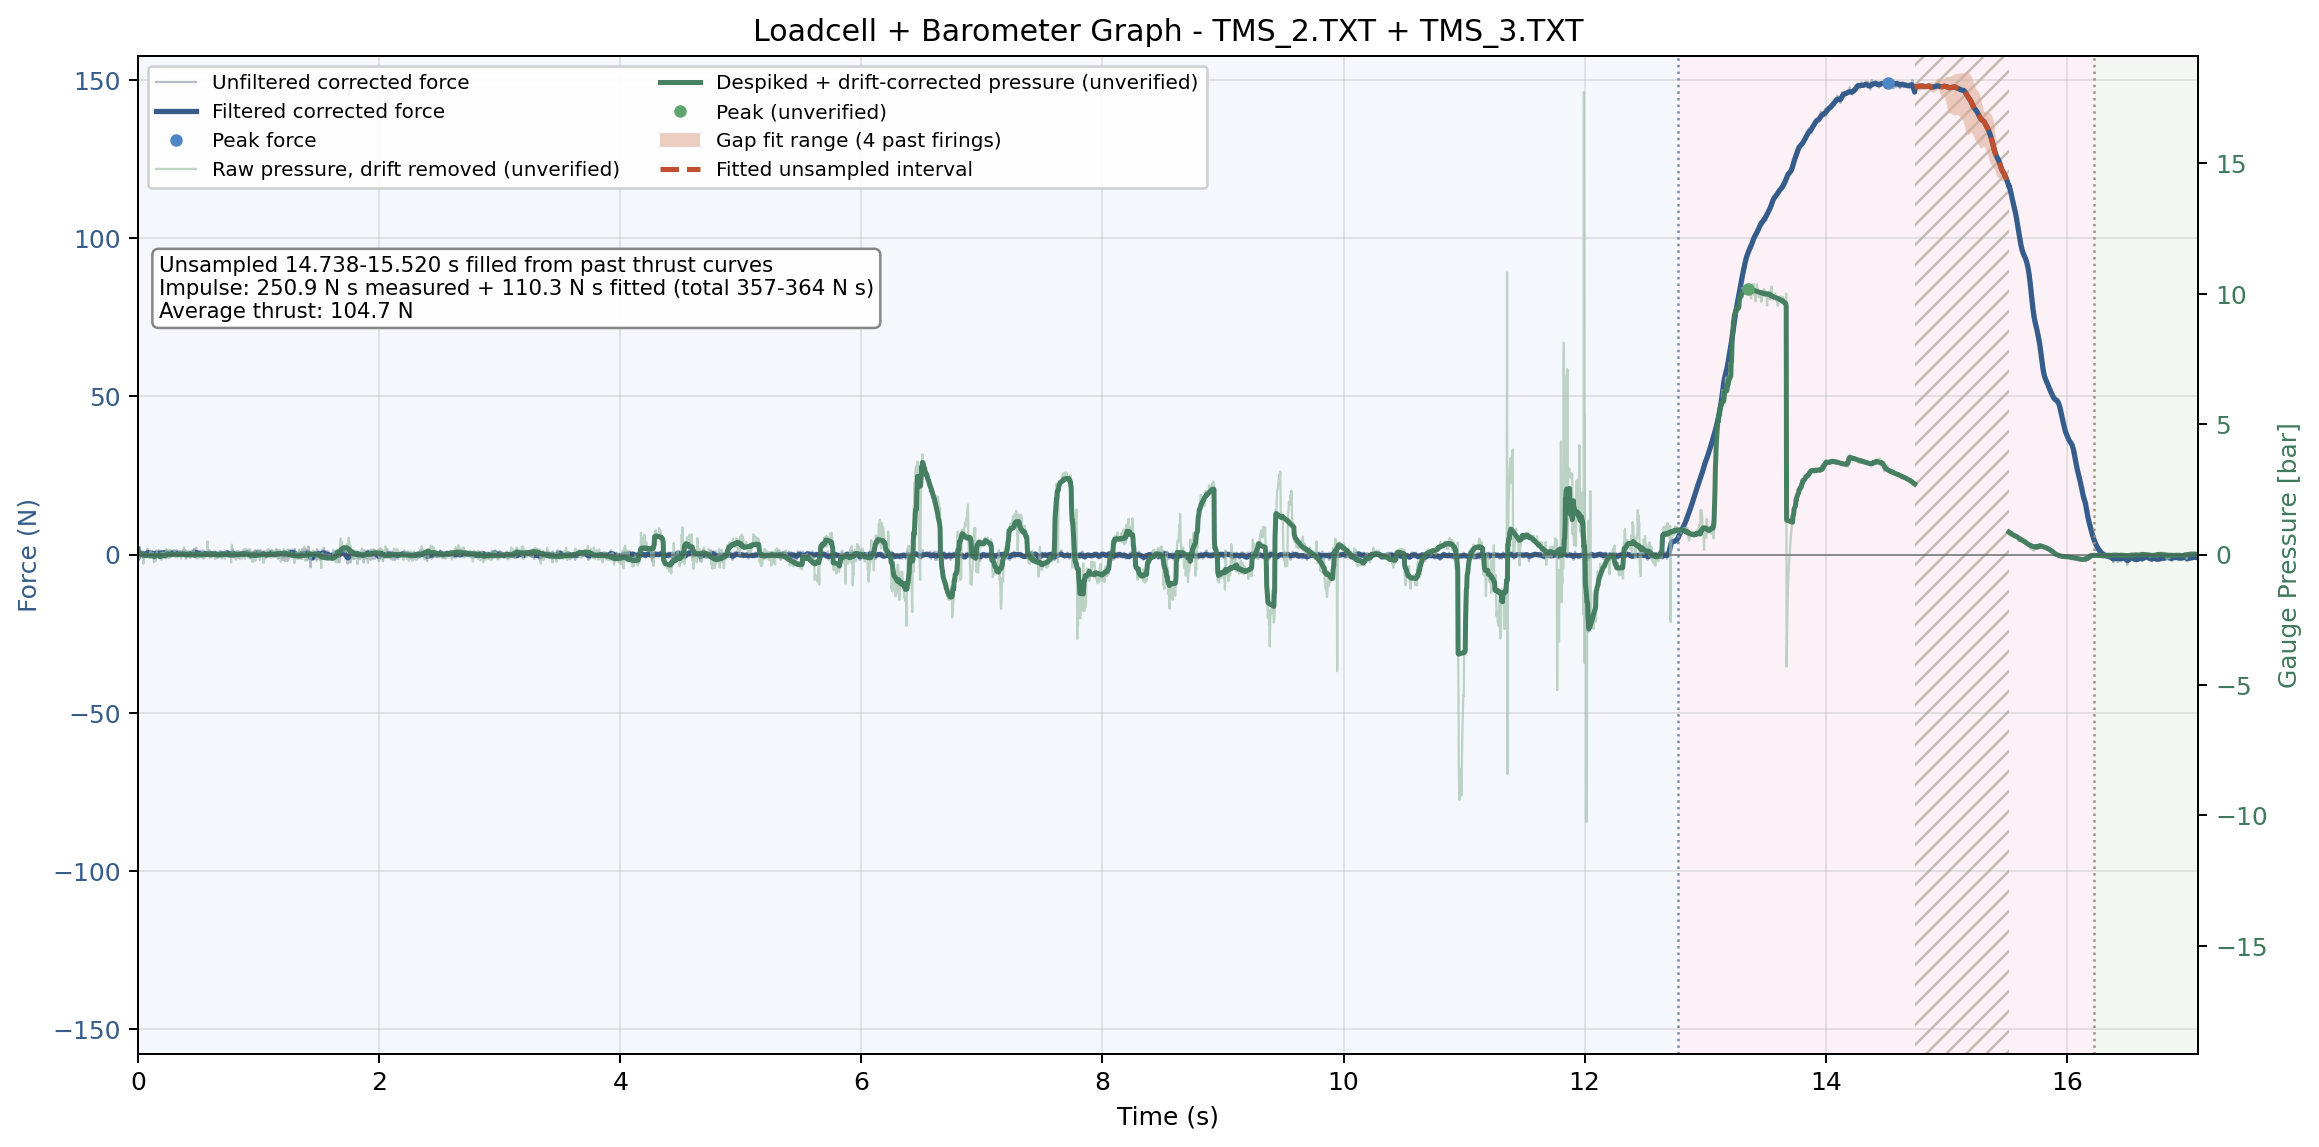 Loadcell + Barometer Graph - TMS_2.TXT + TMS_3.TXT
Unfiltered corrected force
Filtered corrected force
Peak force
Raw pressure, drift removed (unverified)
Despiked + drift-corrected pressure (unverified)
Peak (unverified)
Gap fit range (4 past firings)
Fitted unsampled interval
Unsampled 14.738-15.520 s filled from past thrust curves
Impulse: 250.9 N s measured + 110.3 N s fitted (total 357-364 N s)
Average thrust: 104.7 N
Force (N)
150
100
50
0
−50
−100
−150
15
10
5
0
−5
−10
−15
Gauge Pressure [bar]
0 2 4 6 8 10 12 14 16
Time (s)